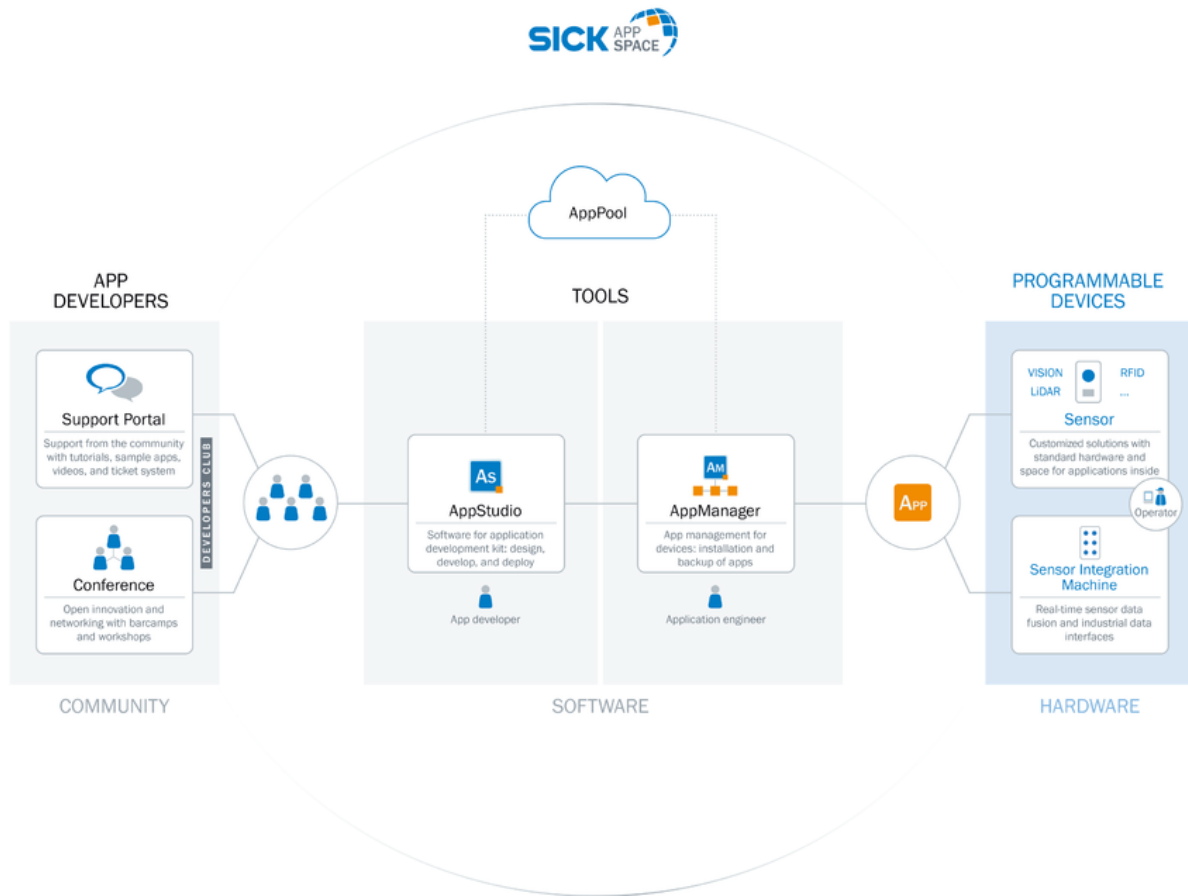 SICK APP
SPACE
AppPool
APP
DEVELOPERS
TOOLS
PROGRAMMABLE
DEVICES
Support Portal
Support from the community
with tutorials, sample apps,
videos, and ticket system
Conference
Open innovation and
networking with barcamps
and workshops
DEVELOPERS CLUB
As
AppStudio
Software for application
development kit: design,
develop, and deploy
App developer
AM
AppManager
App management for
devices: installation and
backup of apps
Application engineer
APP
VISION
RFID
LiDAR
...
Sensor
Customized solutions with
standard hardware and
space for applications inside
Operator
Sensor Integration
Machine
Real-time sensor data
fusion and industrial data
interfaces
COMMUNITY
SOFTWARE
HARDWARE